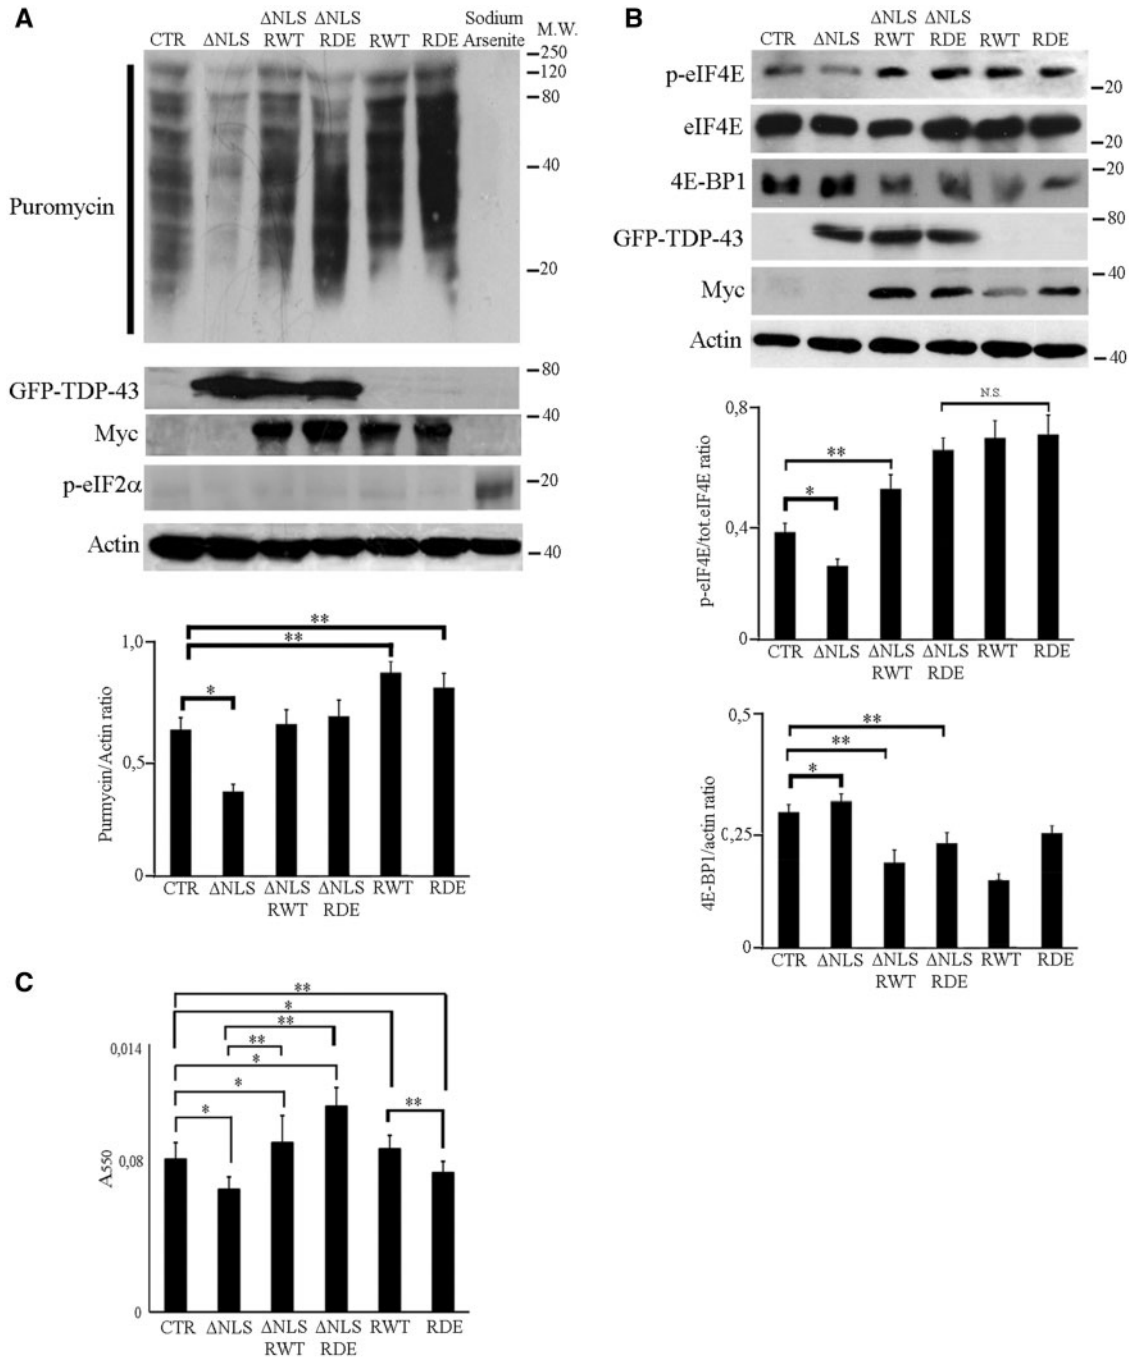 A
CTR ΔNLS ΔNLS RWT ΔNLS RDE RWT RDE Sodium Arsenite M.W.
250
120
80
40
20
Puromycin
GFP-TDP-43
80
Myc
40
p-eIF2α
20
Actin
40
**
**
*
1,0
0,5
0
Purmycin/Actin ratio
CTR ΔNLS ΔNLS RWT ΔNLS RDE RWT RDE
B
CTR ΔNLS ΔNLS RWT ΔNLS RDE RWT RDE
p-eIF4E
20
eIF4E
20
4E-BP1
20
GFP-TDP-43
80
Myc
40
Actin
40
N.S.
**
*
0,8
0,4
0
p-eIF4E/tot.eIF4E ratio
CTR ΔNLS ΔNLS RWT ΔNLS RDE RWT RDE
**
**
*
0,5
0,25
0
4E-BP1/actin ratio
CTR ΔNLS ΔNLS RWT ΔNLS RDE RWT RDE
C
**
*
**
**
*
*
*
**
0,014
0,08
0
A550
CTR ΔNLS ΔNLS RWT ΔNLS RDE RWT RDE